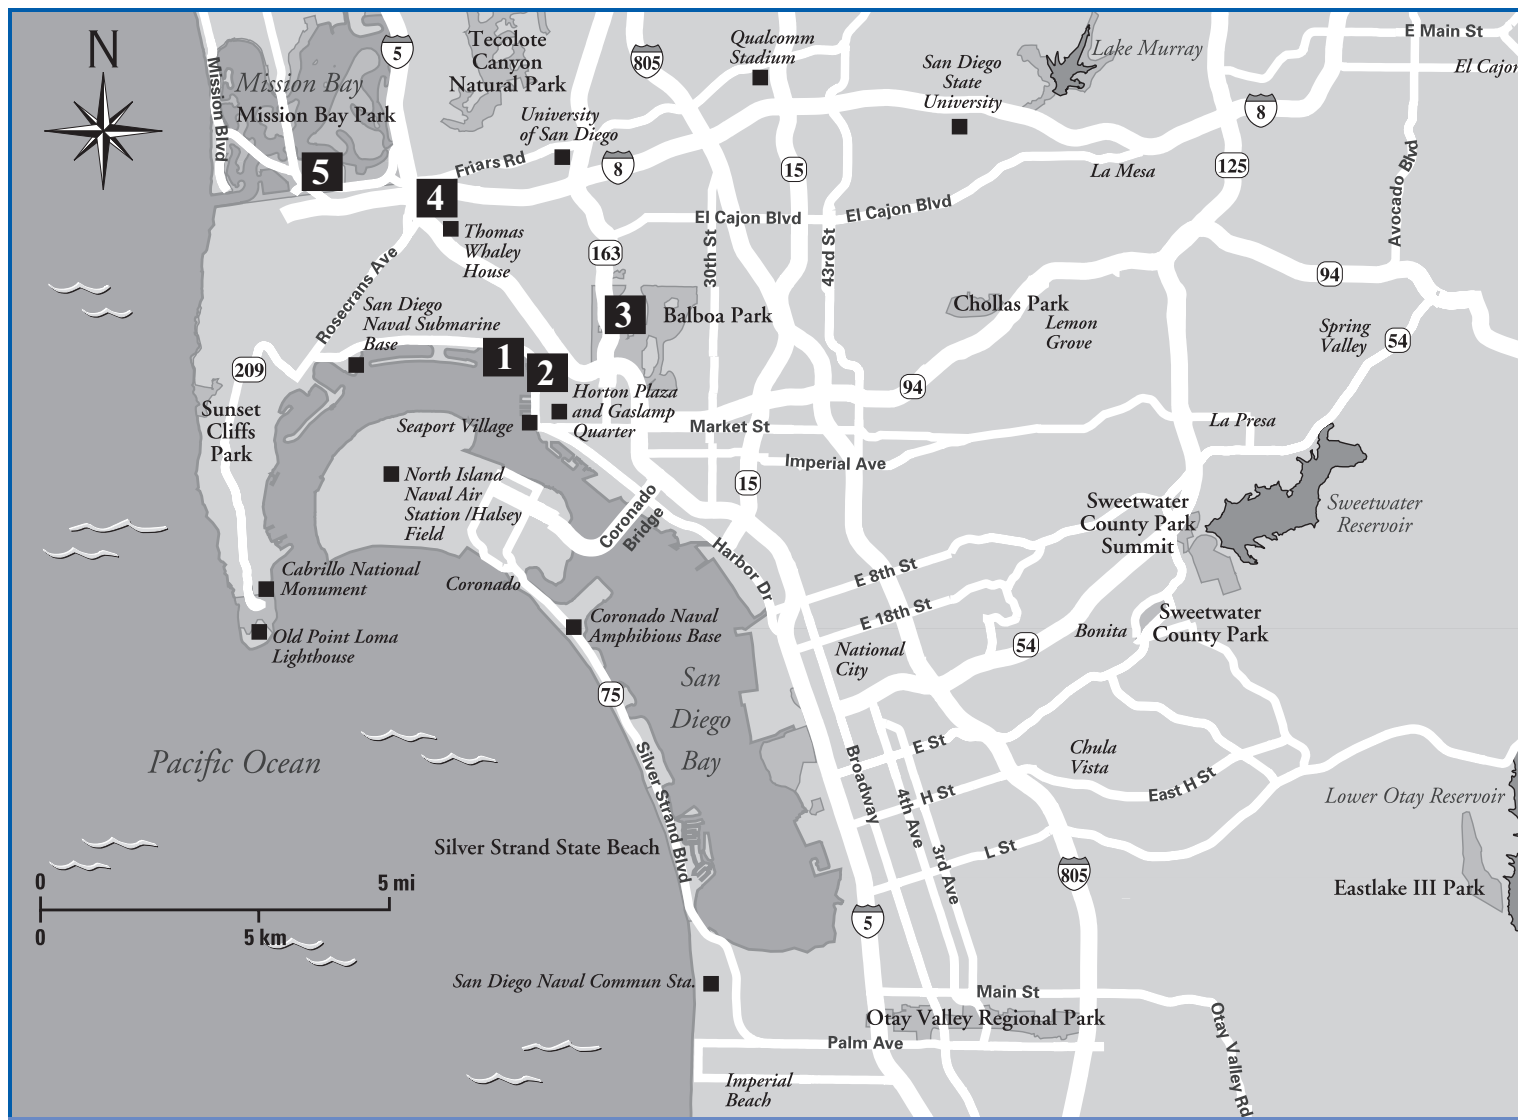 N
Mission Blvd
Mission Bay
Mission Bay Park
5
Tecolote
Canyon
Natural Park
805
Qualcomm
Stadium
San Diego
State
University
Lake Murray
E Main St
El Cajon
8
University
of San Diego
Friars Rd
8
15
La Mesa
125
Avocado Blvd
5
4
Thomas
Whaley
House
El Cajon Blvd
El Cajon Blvd
30th St
43rd St
163
94
Rosecrans Ave
San Diego
Naval Submarine
Base
3
Balboa Park
Chollas Park
Lemon
Grove
Spring
Valley
54
1
2
209
94
Horton Plaza
and Gaslamp
Quarter
Seaport Village
Market St
La Presa
Sunset
Cliffs
Park
Imperial Ave
15
North Island
Naval Air
Station /Halsey
Field
Coronado
Bridge
Harbor Dr
Sweetwater
County Park
Summit
Sweetwater
Reservoir
E 8th St
Cabrillo National
Monument
Coronado
E 18th St
Coronado Naval
Amphibious Base
Old Point Loma
Lighthouse
National
City
54
Bonita
Sweetwater
County Park
75
San
Diego
Bay
Pacific Ocean
Silver Strand Blvd
Broadway
E St
Chula
Vista
H St
East H St
4th Ave
Lower Otay Reservoir
Silver Strand State Beach
L St
3rd Ave
805
Eastlake III Park
0
5 mi
0
5 km
5
San Diego Naval Commun Sta.
Main St
Otay Valley Regional Park
Otay Valley Rd
Palm Ave
Imperial
Beach